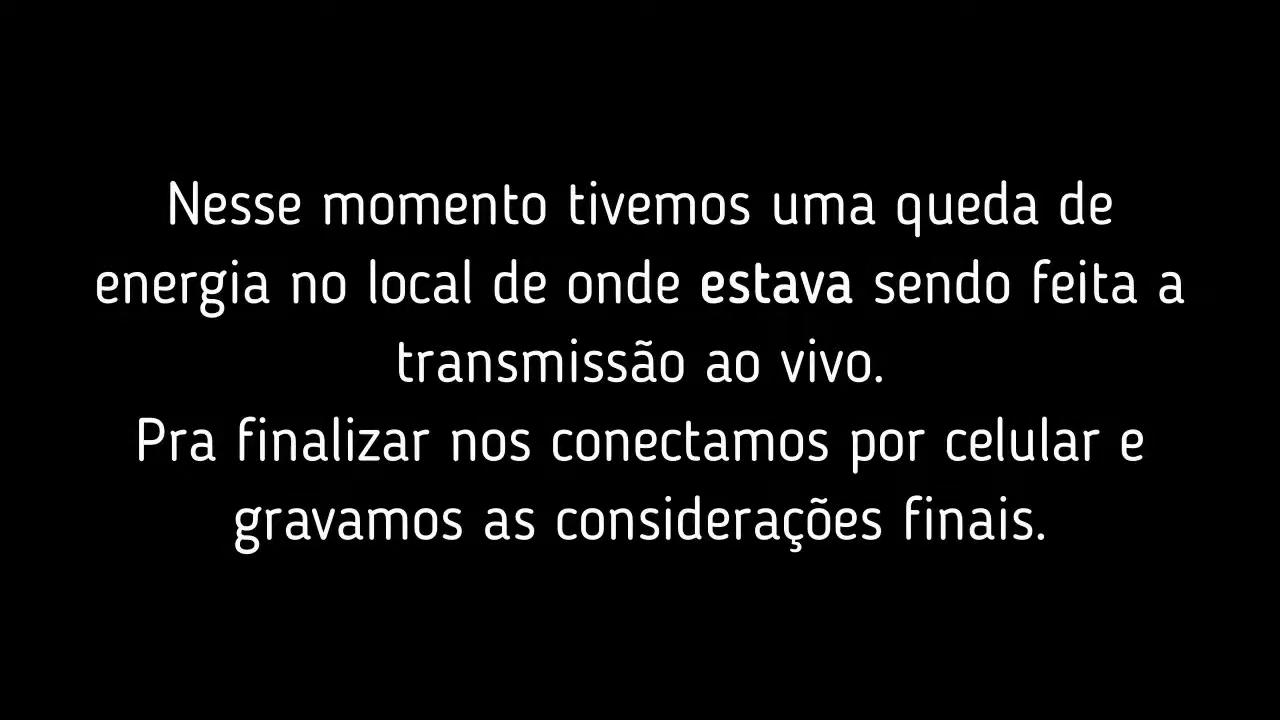 Nesse momento tivemos uma queda de
energia no local de onde estava sendo feita a
transmissão ao vivo.
Pra finalizar nos conectamos por celular e
gravamos as considerações finais.